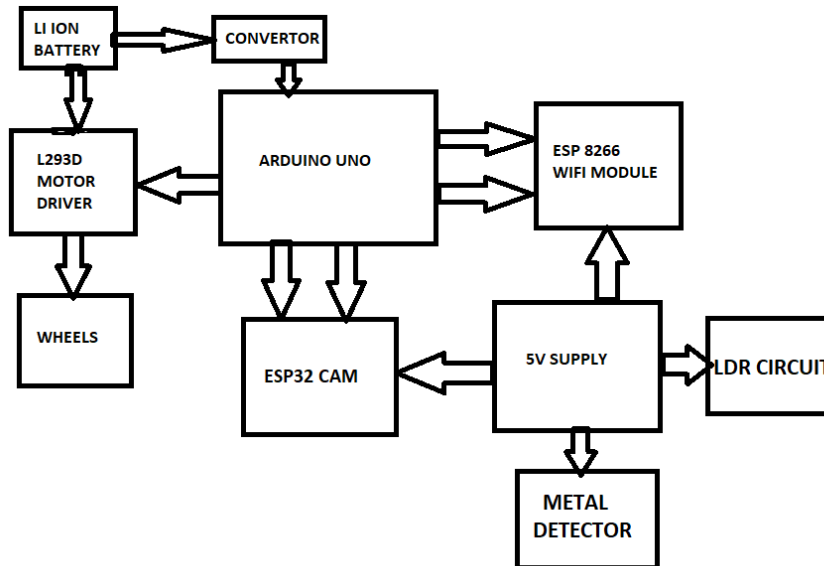 LI ION
BATTERY
CONVERTOR
L293D
MOTOR
DRIVER
ARDUINO UNO
ESP 8266
WIFI MODULE
WHEELS
ESP32 CAM
5V SUPPLY
LDR CIRCUIT
METAL
DETECTOR